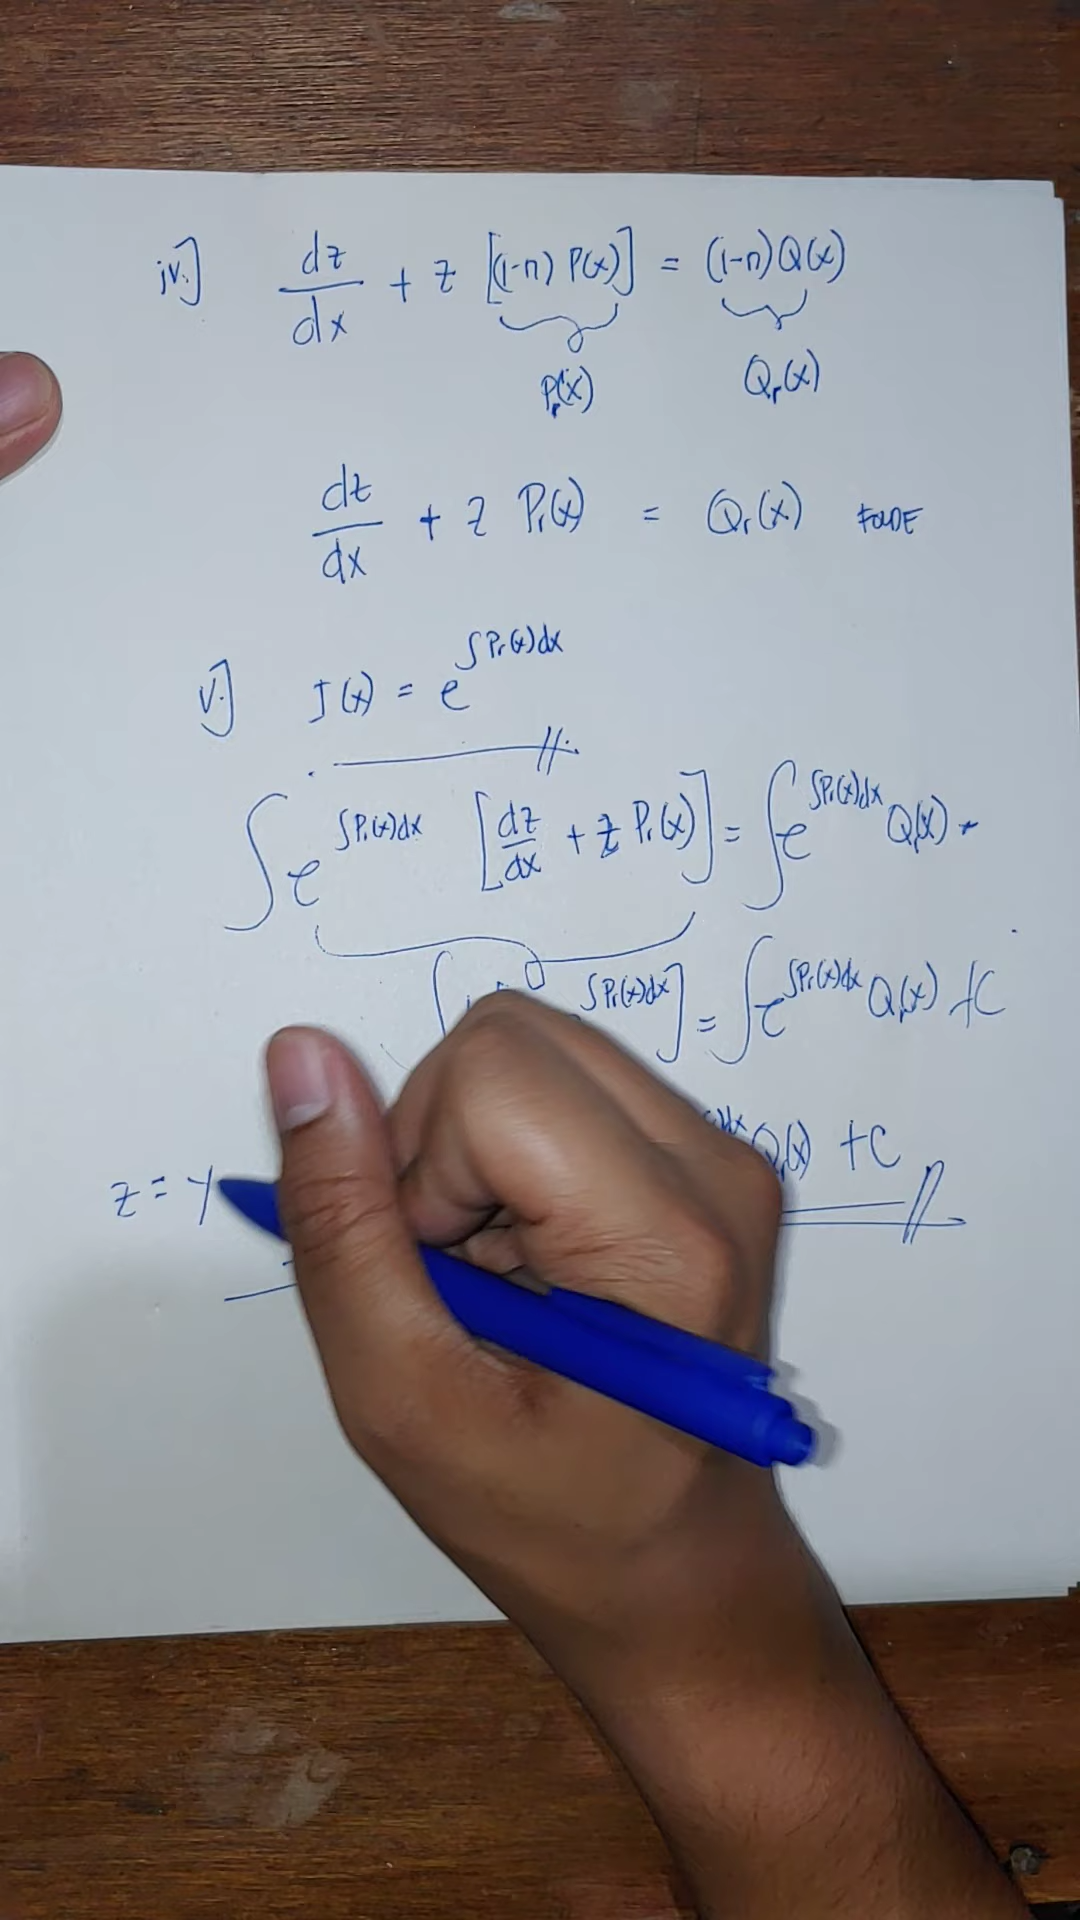 iv.] dz/dx + z [(1-n) P(x)] = (1-n) Q(x)
P₁(x) Q₁(x)
dz/dx + z P₁(x) = Q₁(x) FOLDE
v.] I(x) = e^∫P₁(x)dx
∫ e^∫P₁(x)dx [dz/dx + z P₁(x)] = ∫ e^∫P₁(x)dx Q₁(x)
∫P₁(x)dx] = ∫ e^∫P₁(x)dx Q₁(x) + C
dx Q₁(x) + C
z = y